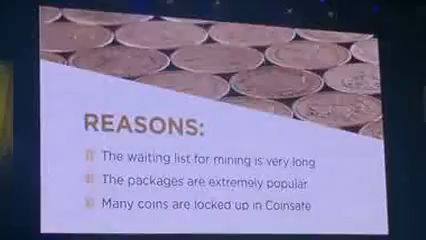 REASONS:
The waiting list for mining is very long
The packages are extremely popular
Many coins are locked up in Coinsafe